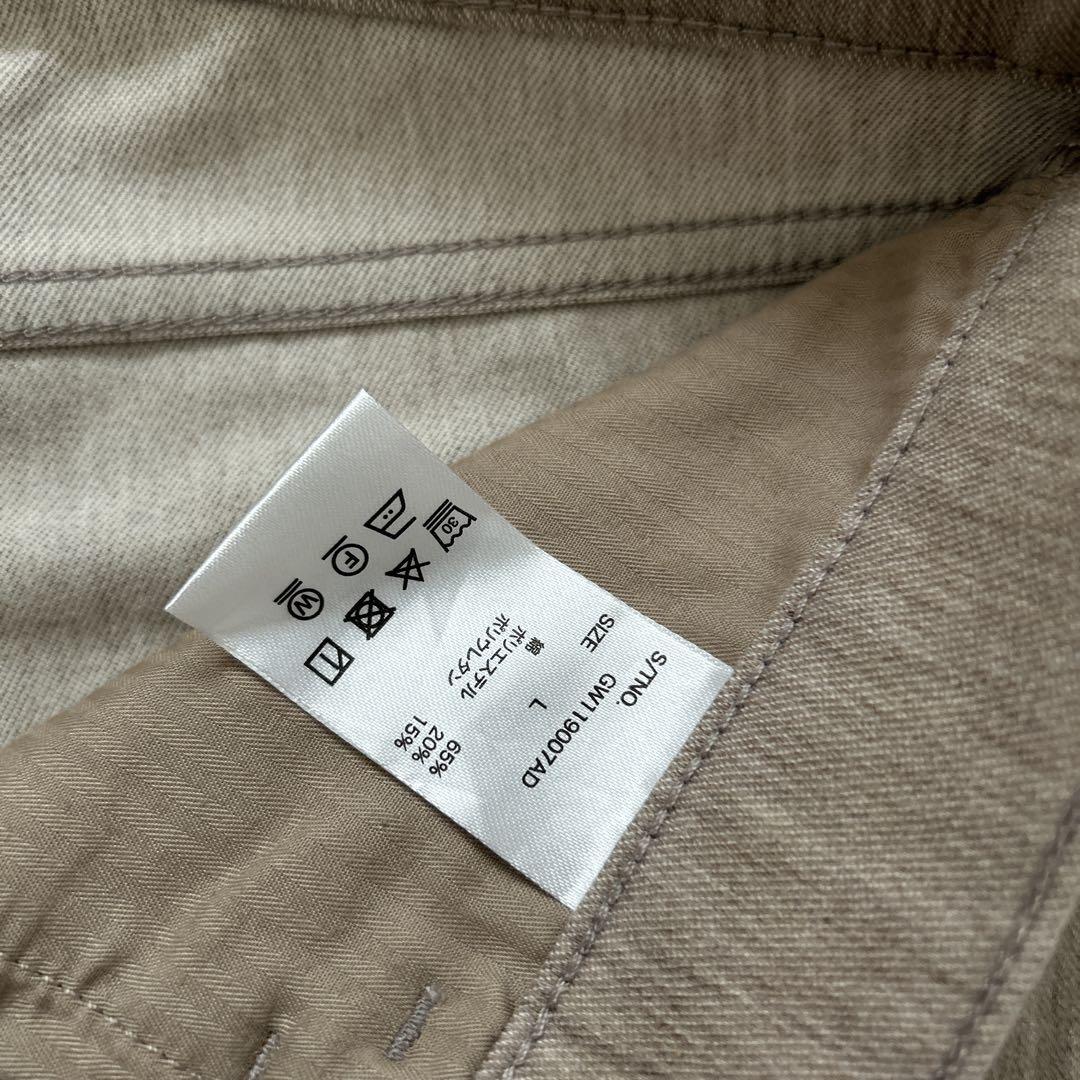 S/TNO. GW119007AD
SIZE L
綿 65%
ポリエステル 20%
ポリウレタン 15%
30
F
W